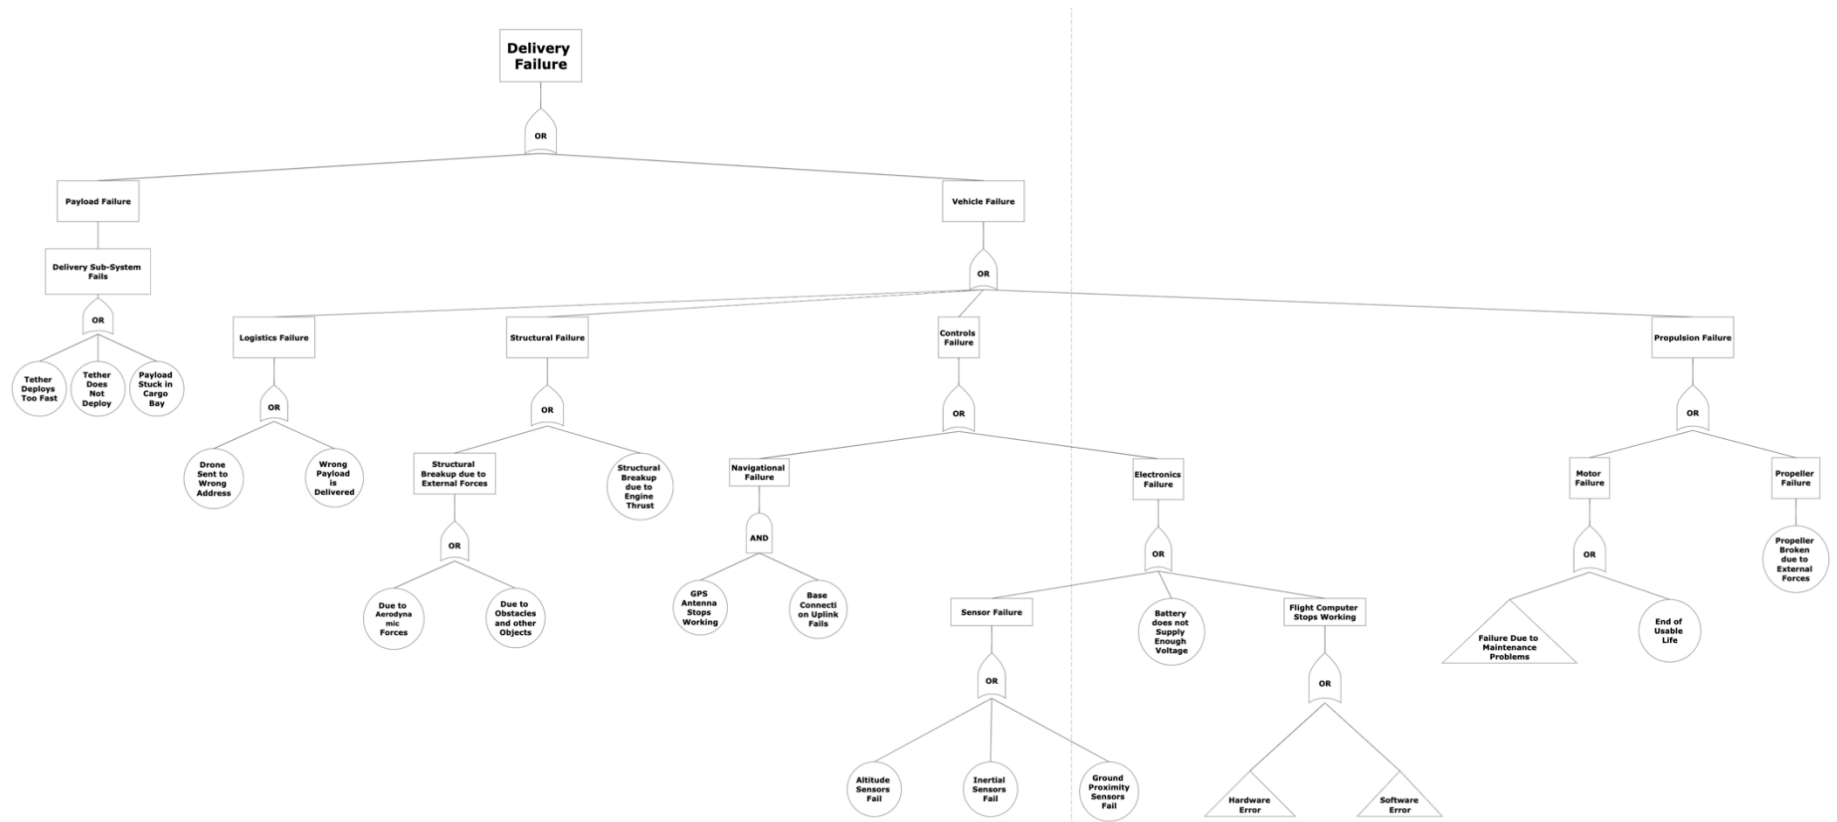 Delivery
Failure
OR
Payload Failure
Vehicle Failure
Delivery Sub-System
Fails
OR
OR
Tether
Deploys
Too Fast
Tether
Does
Not
Deploy
Payload
Stuck in
Cargo
Bay
Logistics Failure
Structural Failure
Controls
Failure
Propulsion Failure
OR
OR
OR
OR
Drone
Sent to
Wrong
Address
Wrong
Payload
is
Delivered
Structural
Breakup due to
External Forces
Structural
Breakup
due to
Engine
Thrust
Navigational
Failure
Electronics
Failure
Motor
Failure
Propeller
Failure
OR
AND
OR
OR
Propeller
Broken
due to
External
Forces
Due to
Aerodyna
mic
Forces
Due to
Obstacles
and other
Objects
GPS
Antenna
Stops
Working
Base
Connecti
on Uplink
Fails
Sensor Failure
Battery
does not
Supply
Enough
Voltage
Flight Computer
Stops Working
Failure Due to
Maintenance
Problems
End of
Usable
Life
OR
OR
Altitude
Sensors
Fail
Inertial
Sensors
Fail
Ground
Proximity
Sensors
Fail
Hardware
Error
Software
Error